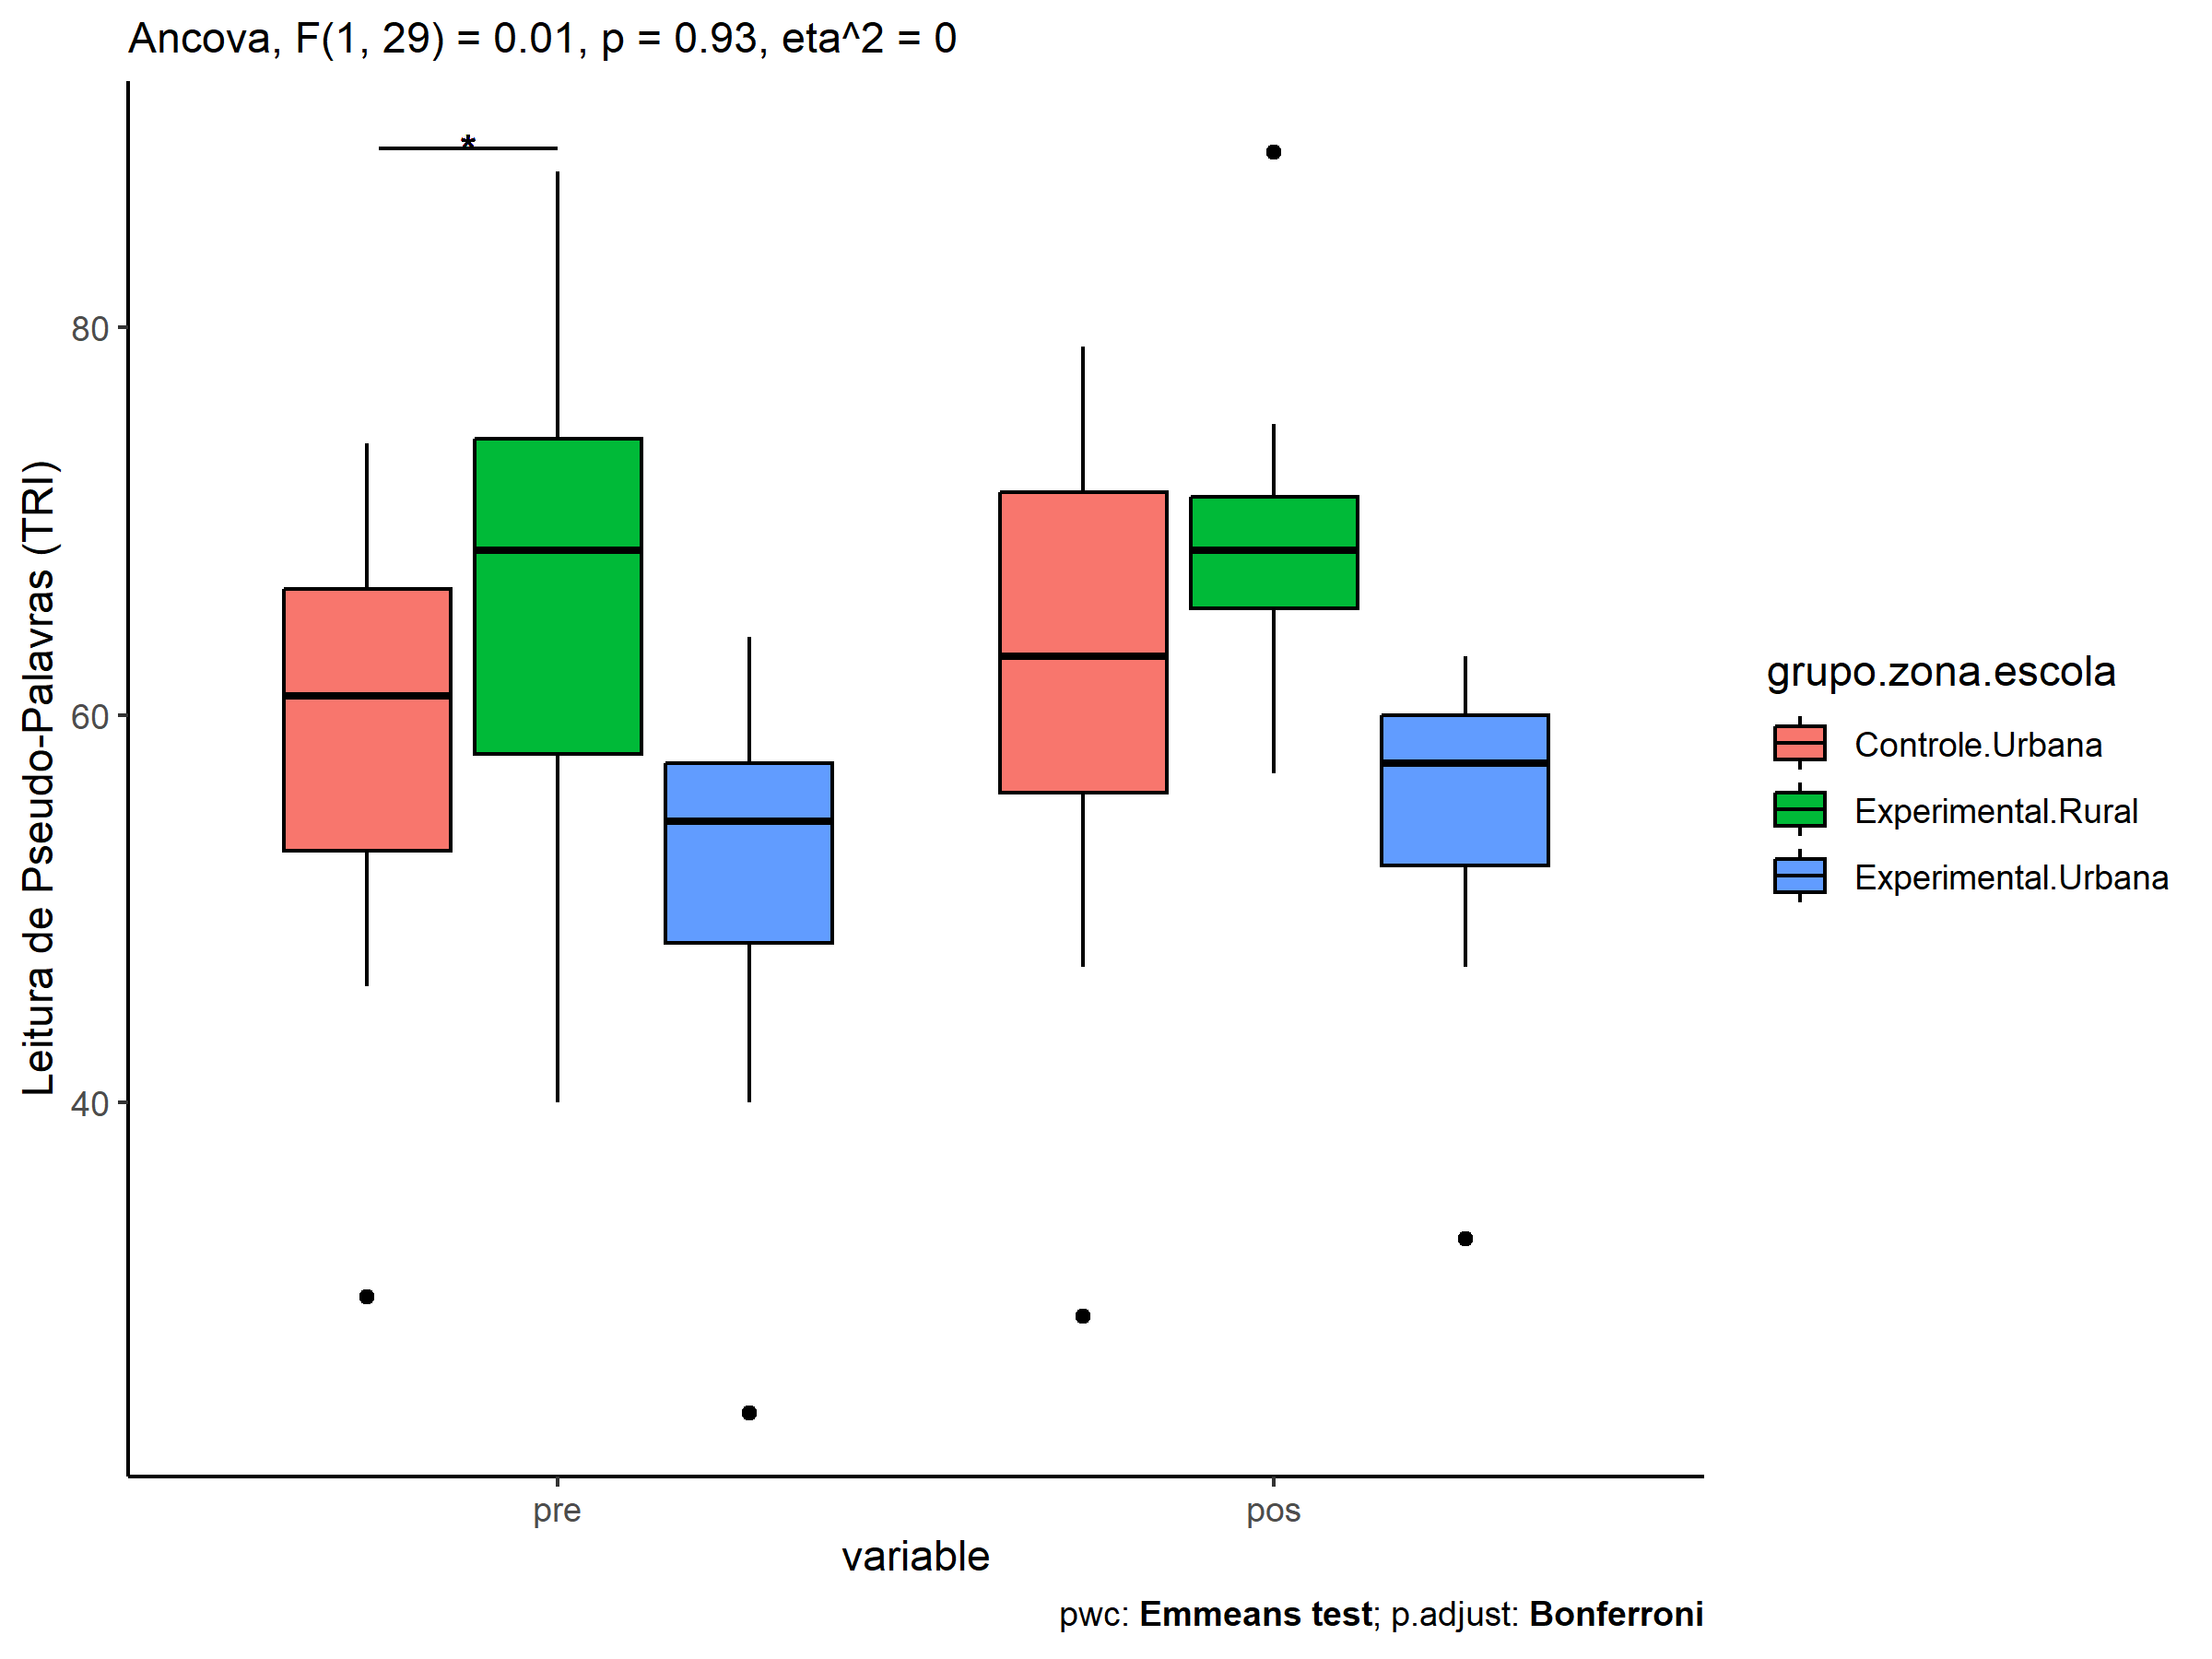 Ancova, F(1, 29) = 0.01, p = 0.93, eta^2 = 0
*
Leitura de Pseudo-Palavras (TRI)
80
60
40
pre
pos
variable
grupo.zona.escola
Controle.Urbana
Experimental.Rural
Experimental.Urbana
pwc: Emmeans test; p.adjust: Bonferroni